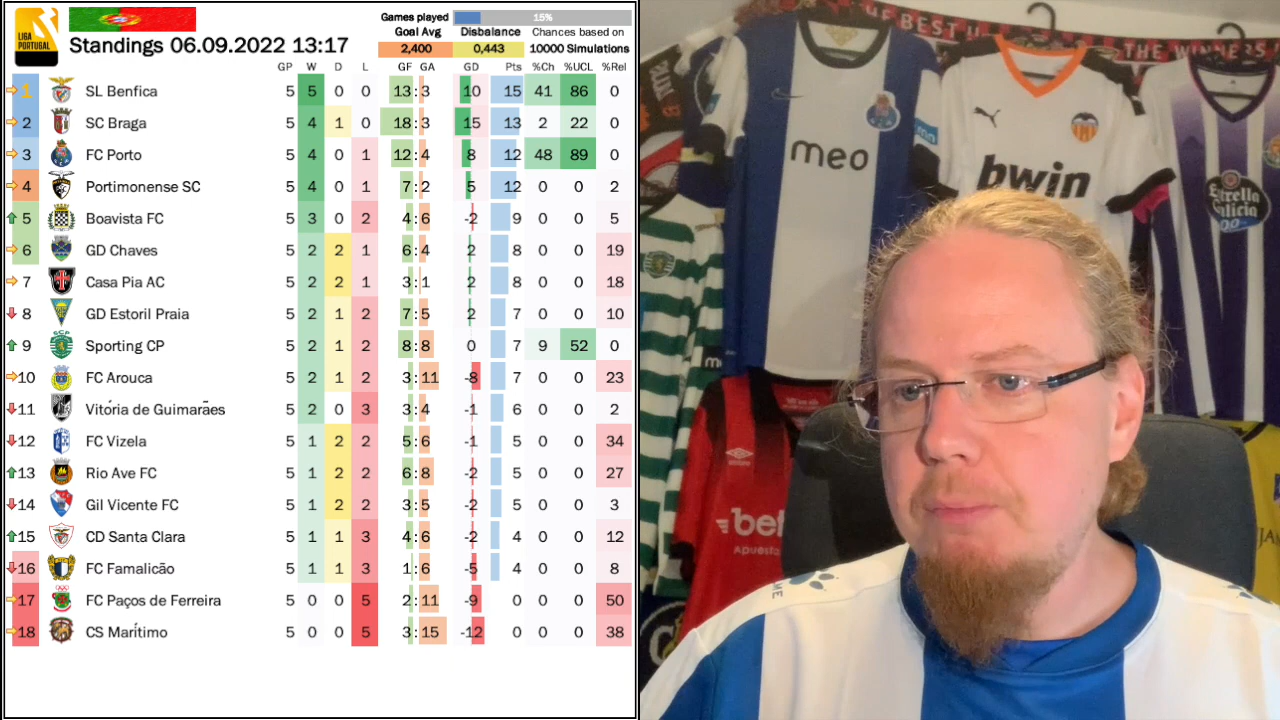 LIGA
PORTUGAL
Standings 06.09.2022 13:17
Games played 15%
Goal Avg Disbalance Chances based on
2,400 0,443 10000 Simulations
GP W D L GF GA GD Pts %Ch %UCL %Rel
1 SL Benfica 5 5 0 0 13 : 3 10 15 41 86 0
2 SC Braga 5 4 1 0 18 : 3 15 13 2 22 0
3 FC Porto 5 4 0 1 12 : 4 8 12 48 89 0
4 Portimonense SC 5 4 0 1 7 : 2 5 12 0 0 2
5 Boavista FC 5 3 0 2 4 : 6 -2 9 0 0 5
6 GD Chaves 5 2 2 1 6 : 4 2 8 0 0 19
7 Casa Pia AC 5 2 2 1 3 : 1 2 8 0 0 18
8 GD Estoril Praia 5 2 1 2 7 : 5 2 7 0 0 10
9 Sporting CP 5 2 1 2 8 : 8 0 7 9 52 0
10 FC Arouca 5 2 1 2 3 : 11 -8 7 0 0 23
11 Vitória de Guimarães 5 2 0 3 3 : 4 -1 6 0 0 2
12 FC Vizela 5 1 2 2 5 : 6 -1 5 0 0 34
13 Rio Ave FC 5 1 2 2 6 : 8 -2 5 0 0 27
14 Gil Vicente FC 5 1 2 2 3 : 5 -2 5 0 0 3
15 CD Santa Clara 5 1 1 3 4 : 6 -2 4 0 0 12
16 FC Famalicão 5 1 1 3 1 : 6 -5 4 0 0 8
17 FC Paços de Ferreira 5 0 0 5 2 : 11 -9 0 0 0 50
18 CS Marítimo 5 0 0 5 3 : 15 -12 0 0 0 38
THE WINNERS
meo
bwin
Estrella
Galicia
0,0
bet
Apuesta